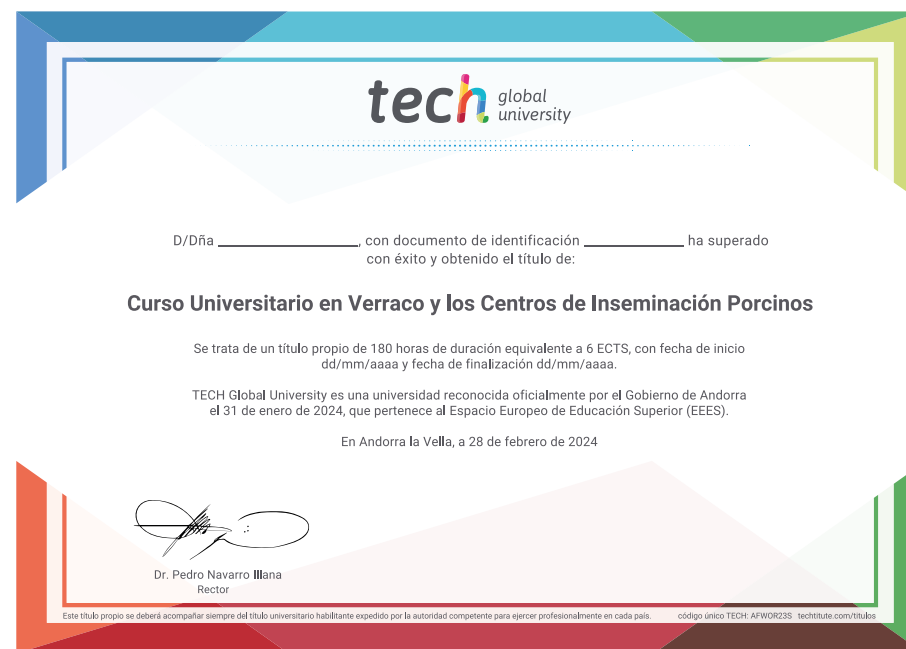 tech global university
D/Dña ____________________, con documento de identificación ______________ ha superado
con éxito y obtenido el título de:
Curso Universitario en Verraco y los Centros de Inseminación Porcinos
Se trata de un título propio de 180 horas de duración equivalente a 6 ECTS, con fecha de inicio
dd/mm/aaaa y fecha de finalización dd/mm/aaaa.
TECH Global University es una universidad reconocida oficialmente por el Gobierno de Andorra
el 31 de enero de 2024, que pertenece al Espacio Europeo de Educación Superior (EEES).
En Andorra la Vella, a 28 de febrero de 2024
Dr. Pedro Navarro Illana
Rector
Este título propio se deberá acompañar siempre del título universitario habilitante expedido por la autoridad competente para ejercer profesionalmente en cada país. código único TECH: AFWOR23S techtitute.com/titulos